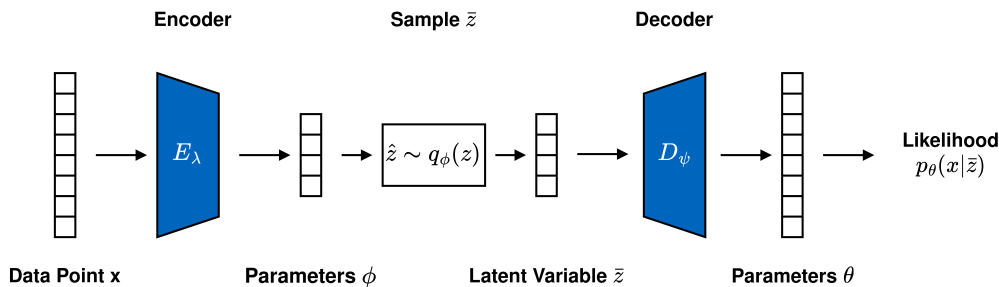 Encoder
Sample z̄
Decoder
E_λ
ẑ ∼ q_ϕ(z)
D_ψ
Likelihood
p_θ(x|z̄)
Data Point x
Parameters ϕ
Latent Variable z̄
Parameters θ